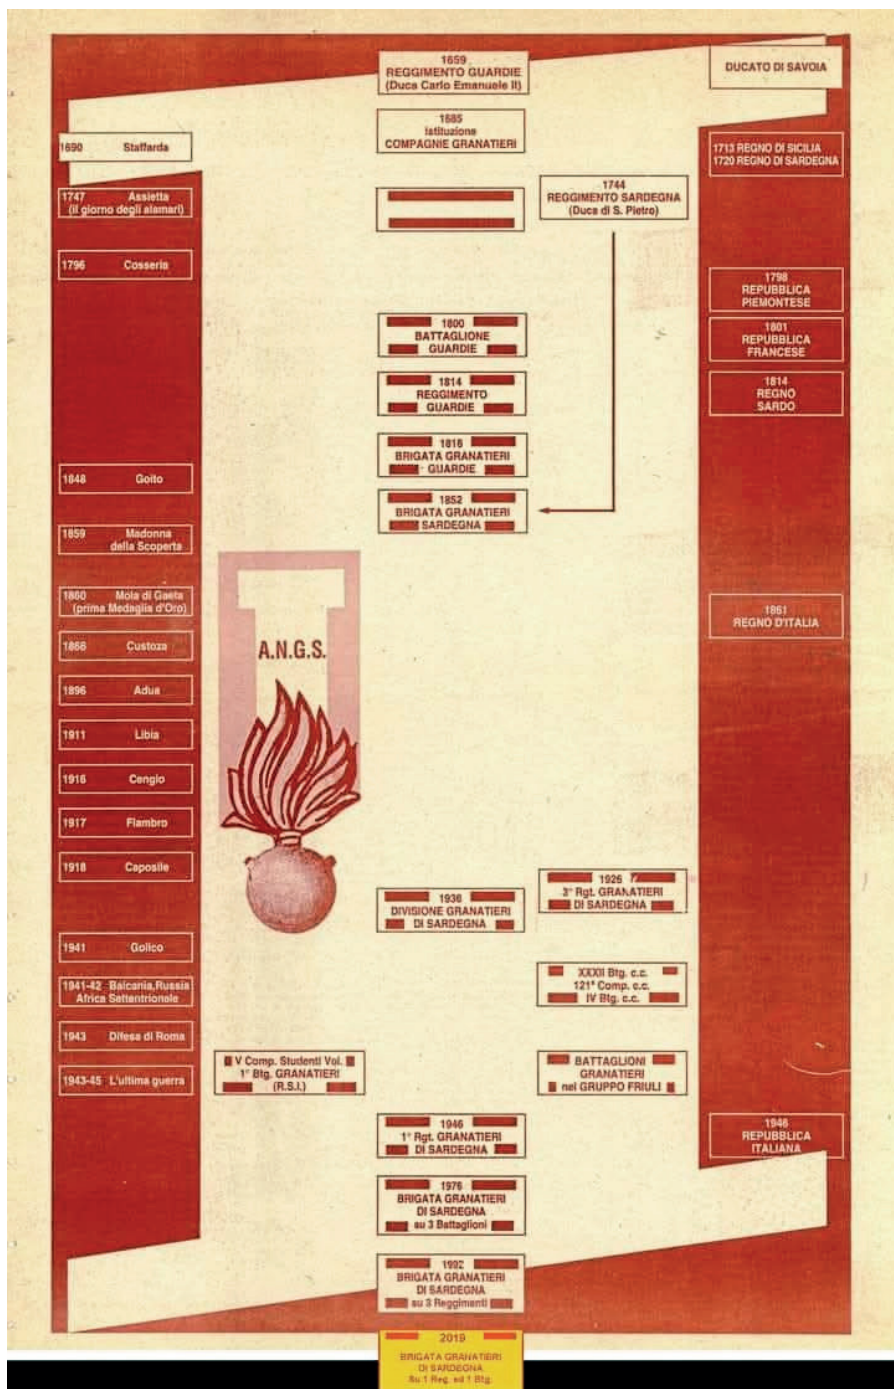 1659
REGGIMENTO GUARDIE
(Duca Carlo Emanuele II)
DUCATO DI SAVOIA
1685
Istituzione
COMPAGNIE GRANATIERI
1690 Staffarda
1713 REGNO DI SICILIA
1720 REGNO DI SARDEGNA
1747 Assietta
(il giorno degli alamari)
1744
REGGIMENTO SARDEGNA
(Duca di S. Pietro)
1796 Cosseria
1798
REPUBBLICA
PIEMONTESE
1800
BATTAGLIONE
GUARDIE
1801
REPUBBLICA
FRANCESE
1814
REGGIMENTO
GUARDIE
1814
REGNO
SARDO
1816
BRIGATA GRANATIERI
GUARDIE
1848 Goito
1852
BRIGATA GRANATIERI
SARDEGNA
1859 Madonna
della Scoperta
1860 Mola di Gaeta
(prima Medaglia d'Oro)
1861
REGNO D'ITALIA
1866 Custoza
A.N.G.S.
1896 Adua
1911 Libia
1916 Cengio
1917 Flambro
1918 Caposile
1926
3° Rgt. GRANATIERI
DI SARDEGNA
1936
DIVISIONE GRANATIERI
DI SARDEGNA
1941 Golico
XXXII Btg. c.c.
121ª Comp. c.c.
IV Btg. c.c.
1941-42 Balcania, Russia
Africa Settentrionale
1943 Difesa di Roma
1943-45 L'ultima guerra
V Comp. Studenti Vol.
1° Btg. GRANATIERI
(R.S.I.)
BATTAGLIONI
GRANATIERI
nel GRUPPO FRIULI
1946
1° Rgt. GRANATIERI
DI SARDEGNA
1946
REPUBBLICA
ITALIANA
1976
BRIGATA GRANATIERI
DI SARDEGNA
su 3 Battaglioni
1992
BRIGATA GRANATIERI
DI SARDEGNA
su 3 Reggimenti
2019
BRIGATA GRANATIERI
DI SARDEGNA
Su 1 Reg. ed 1 Btg.